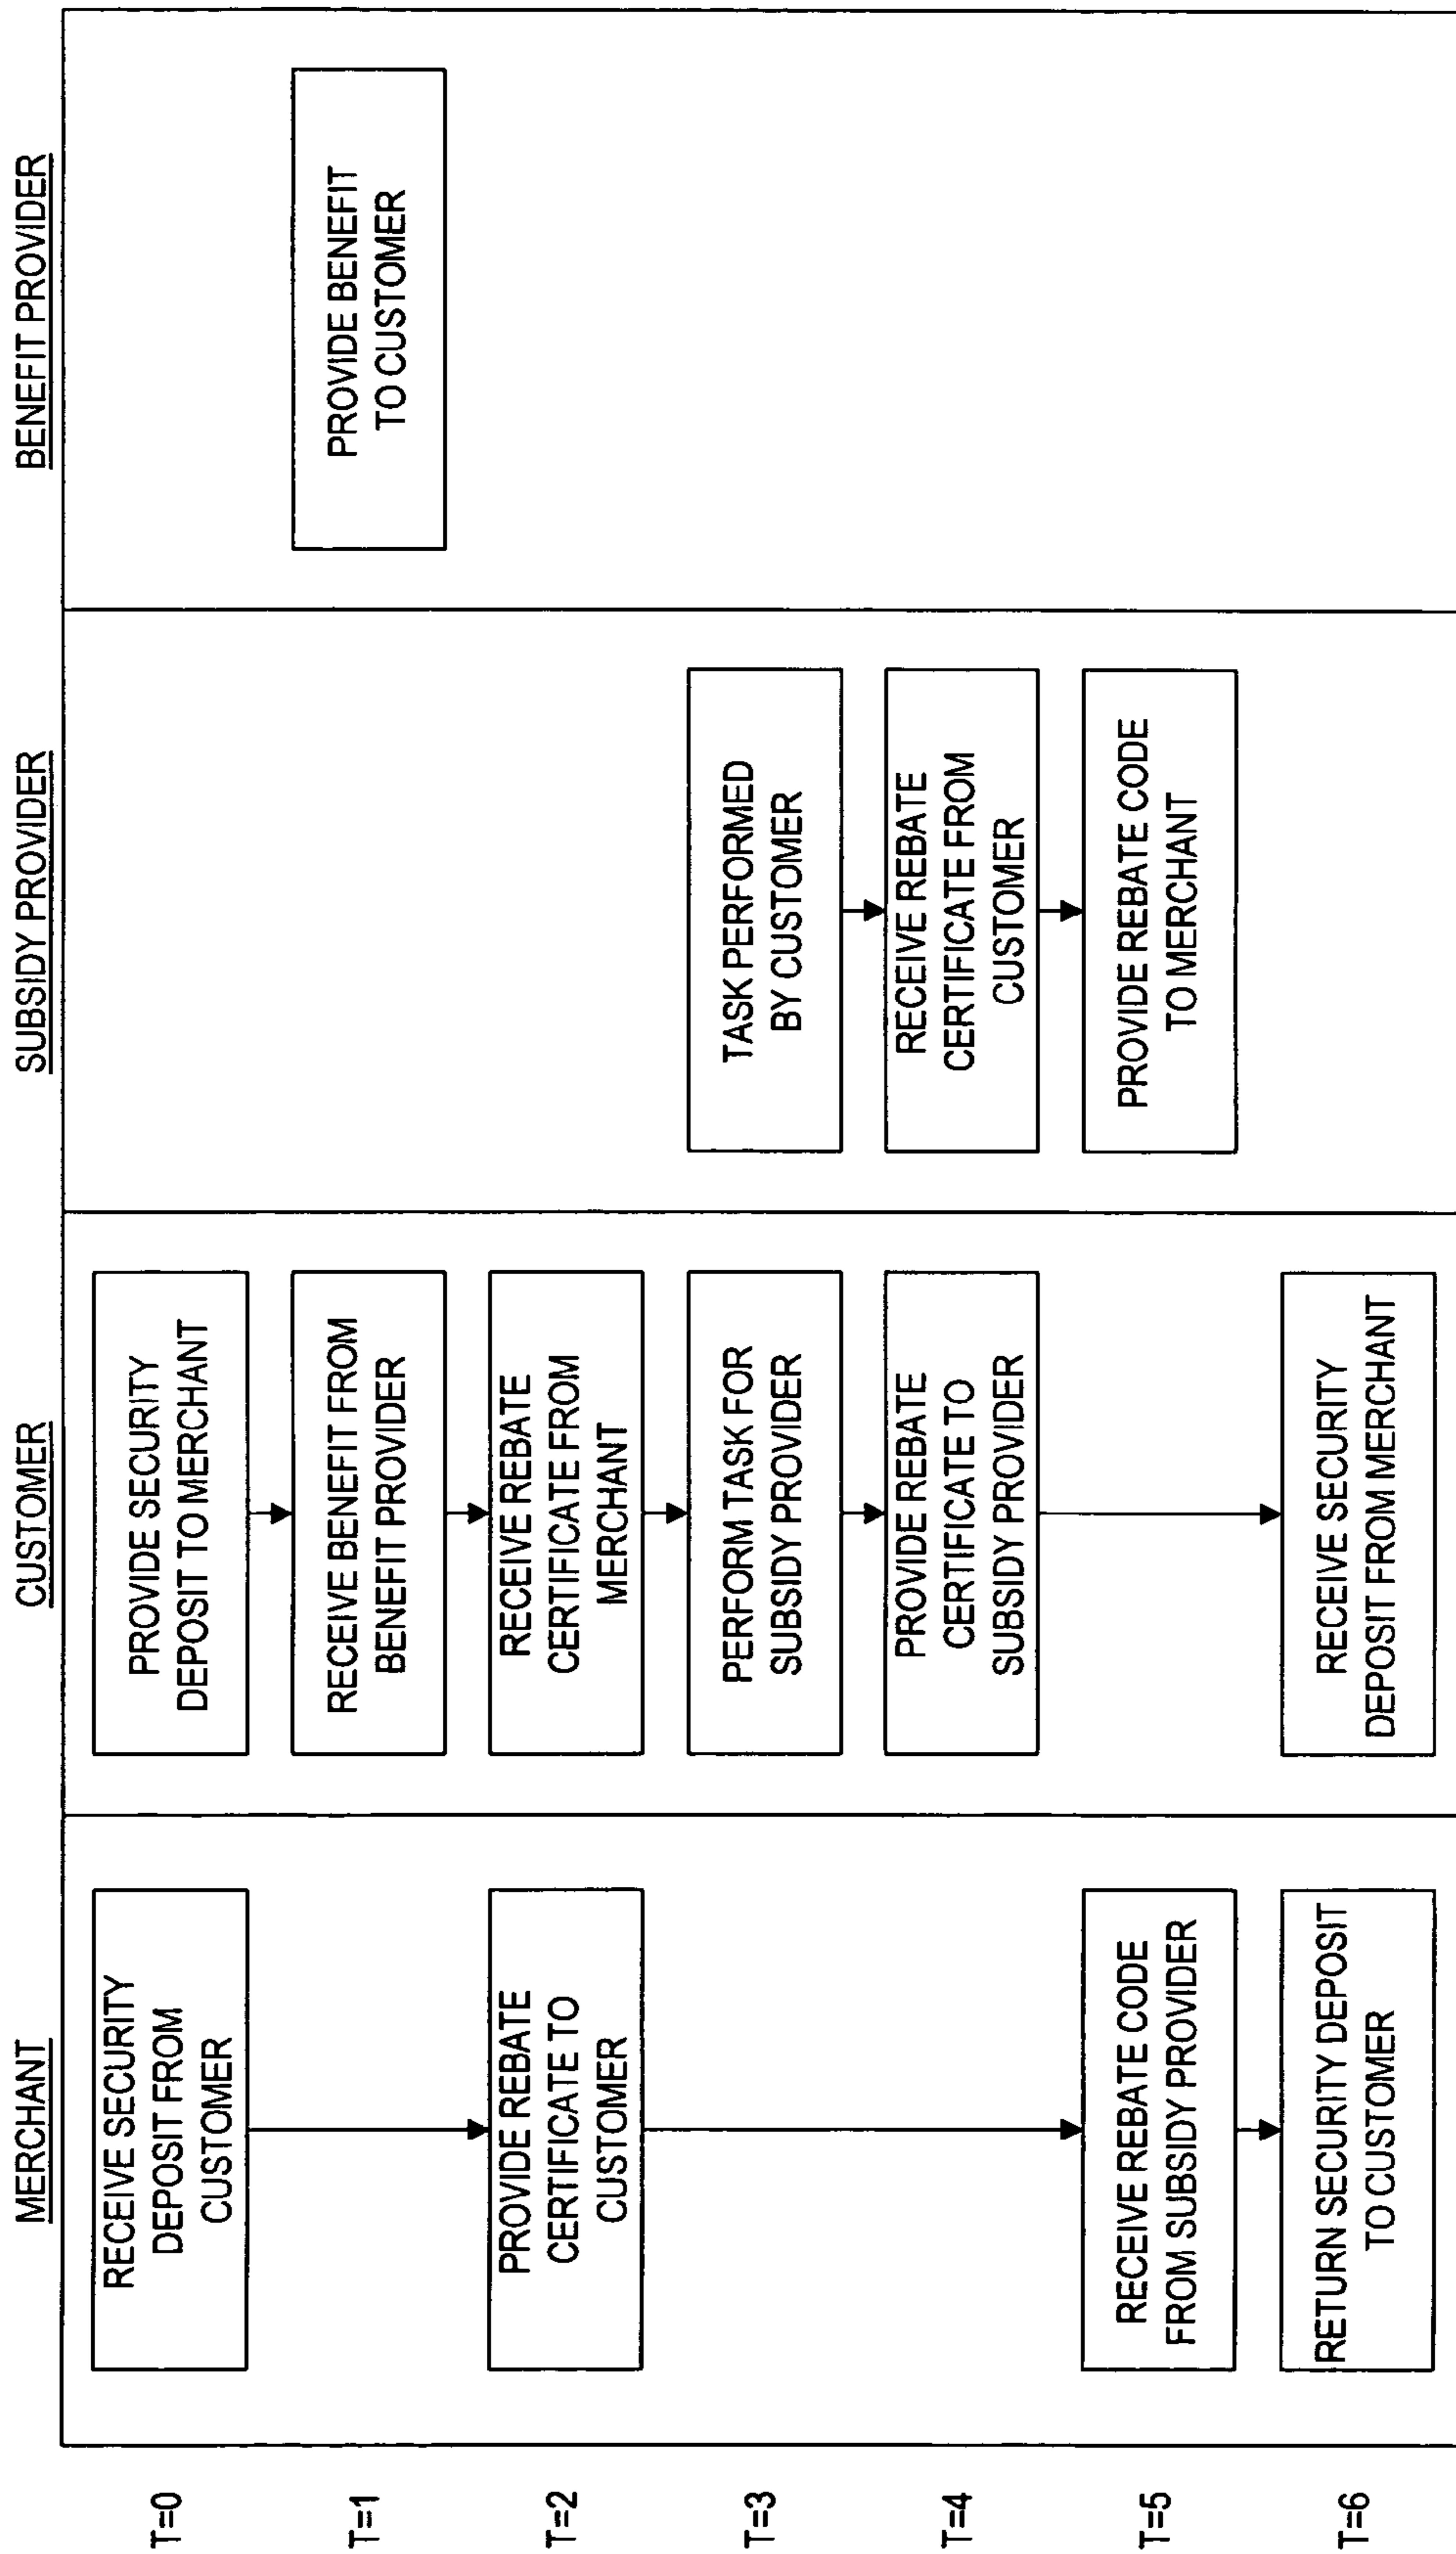 MERCHANT
CUSTOMER
SUBSIDY PROVIDER
BENEFIT PROVIDER
T=0
RECEIVE SECURITY
DEPOSIT FROM
CUSTOMER
PROVIDE SECURITY
DEPOSIT TO MERCHANT
T=1
RECEIVE BENEFIT FROM
BENEFIT PROVIDER
PROVIDE BENEFIT
TO CUSTOMER
T=2
PROVIDE REBATE
CERTIFICATE TO
CUSTOMER
RECEIVE REBATE
CERTIFICATE FROM
MERCHANT
T=3
PERFORM TASK FOR
SUBSIDY PROVIDER
TASK PERFORMED
BY CUSTOMER
T=4
PROVIDE REBATE
CERTIFICATE TO
SUBSIDY PROVIDER
RECEIVE REBATE
CERTIFICATE FROM
CUSTOMER
T=5
RECEIVE REBATE CODE
FROM SUBSIDY PROVIDER
PROVIDE REBATE CODE
TO MERCHANT
T=6
RETURN SECURITY DEPOSIT
TO CUSTOMER
RECEIVE SECURITY
DEPOSIT FROM MERCHANT